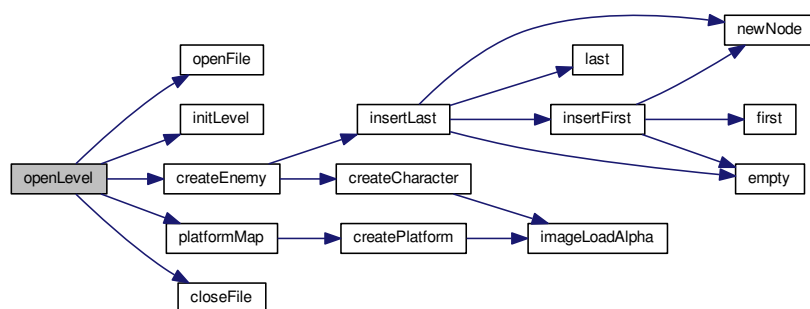 newNode
openFile
last
initLevel
insertLast
insertFirst
first
openLevel
createEnemy
createCharacter
empty
platformMap
createPlatform
imageLoadAlpha
closeFile